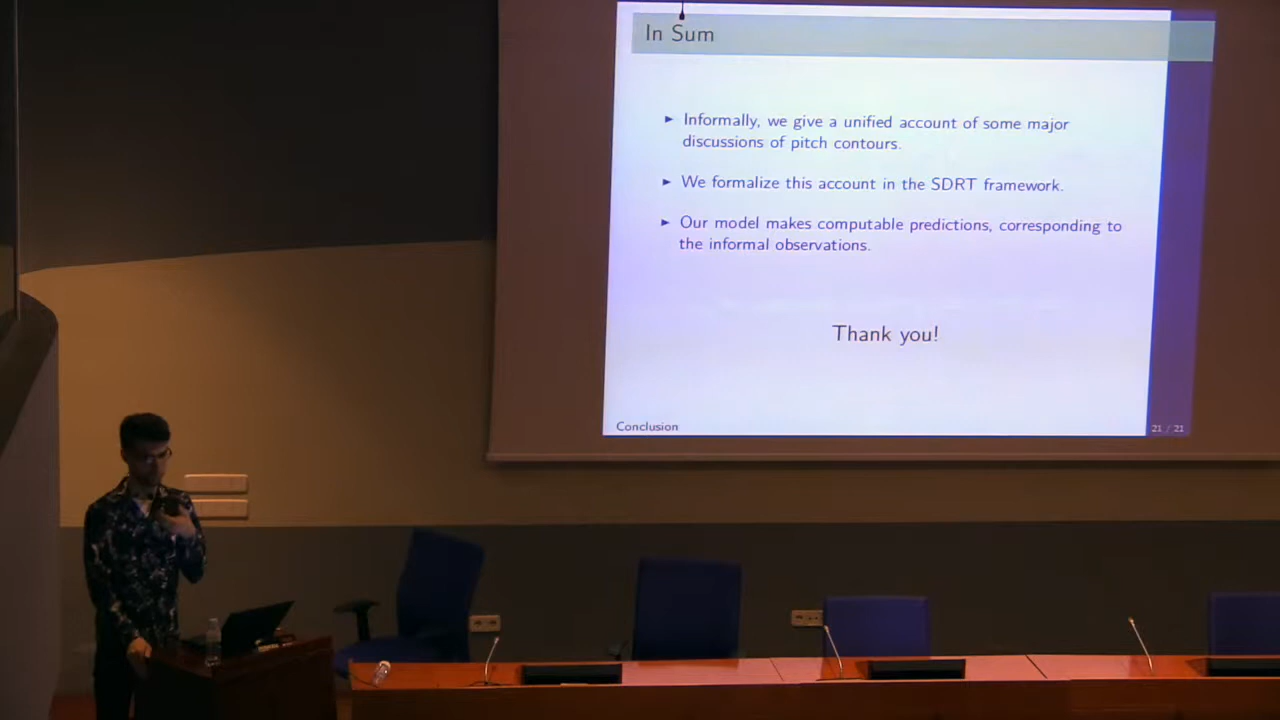 In Sum
► Informally, we give a unified account of some major
discussions of pitch contours.
► We formalize this account in the SDRT framework.
► Our model makes computable predictions, corresponding to
the informal observations.
Thank you!
Conclusion
21 / 21